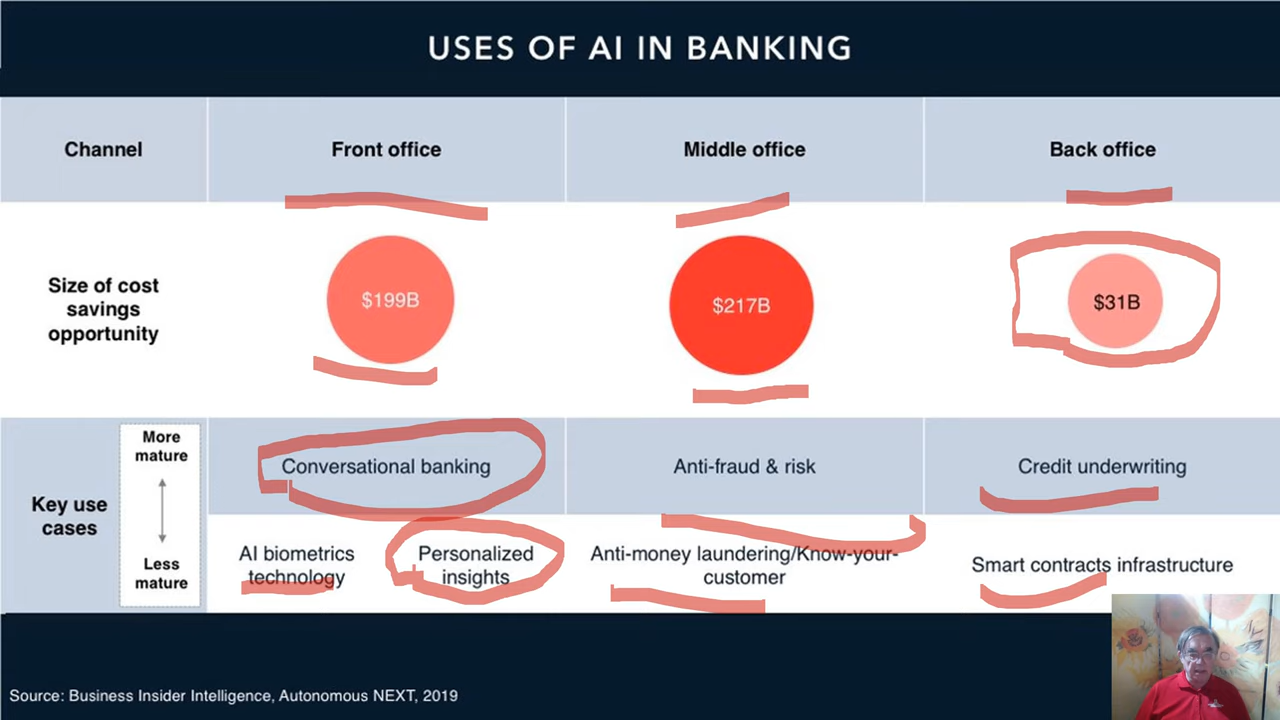 USES OF AI IN BANKING
Channel
Front office
Middle office
Back office
Size of cost
savings
opportunity
$199B
$217B
$31B
Key use
cases
More
mature
Less
mature
Conversational banking
Anti-fraud & risk
Credit underwriting
AI biometrics
technology
Personalized
insights
Anti-money laundering/Know-your-
customer
Smart contracts infrastructure
Source: Business Insider Intelligence, Autonomous NEXT, 2019